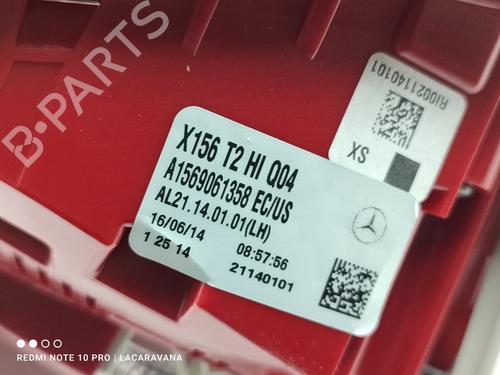 B-PARTS
RI0021140101
SX
X156 T2 HI Q04
A1569061358 EC/US
AL21.14.01.01(LH)
16/06/14 08:57:56
1 25 14 21140101
REDMI NOTE 10 PRO | LACARAVANA